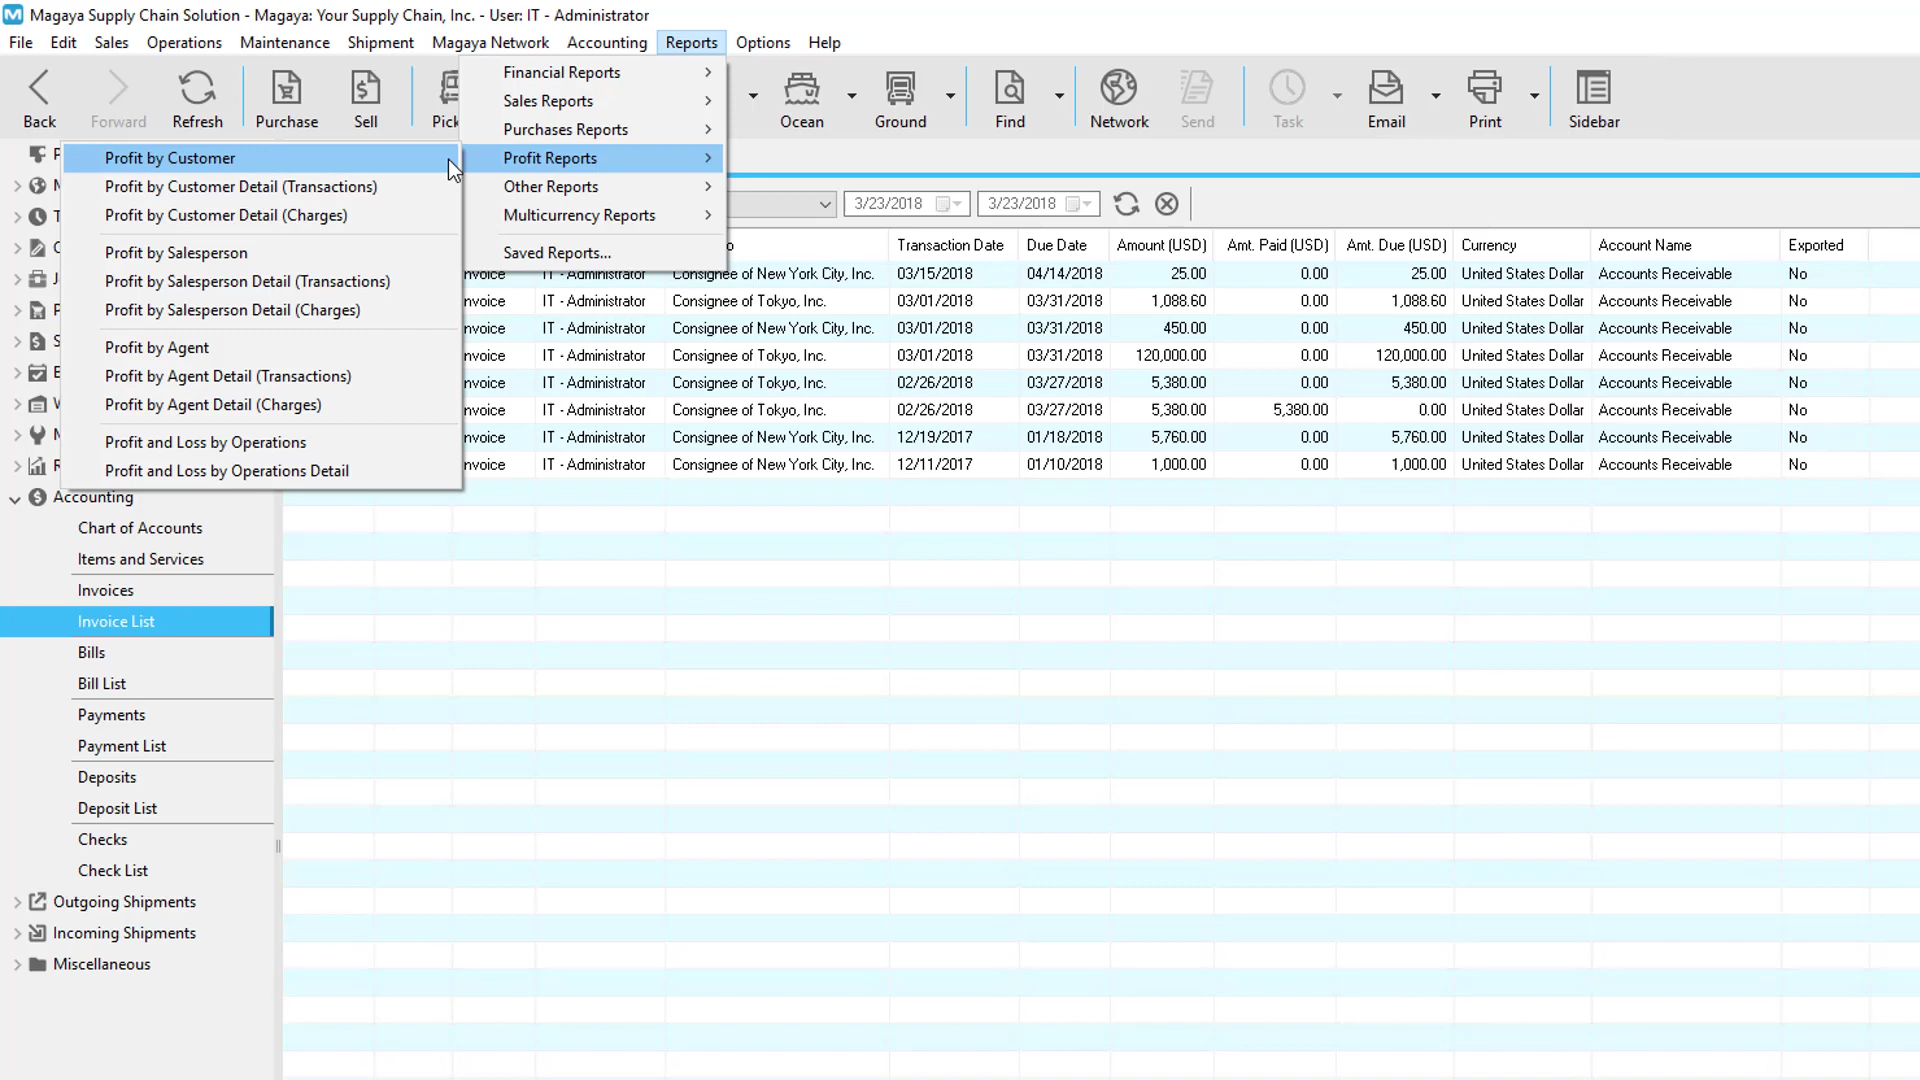 Magaya Supply Chain Solution - Magaya: Your Supply Chain, Inc. - User: IT - Administrator
File Edit Sales Operations Maintenance Shipment Magaya Network Accounting Reports Options Help
Back Forward Refresh Purchase Sell Pick Ocean Ground Find Network Send Task Email Print Sidebar
Financial Reports
Sales Reports
Purchases Reports
Profit Reports
Other Reports
Multicurrency Reports
Saved Reports...
Profit by Customer
Profit by Customer Detail (Transactions)
Profit by Customer Detail (Charges)
Profit by Salesperson
Profit by Salesperson Detail (Transactions)
Profit by Salesperson Detail (Charges)
Profit by Agent
Profit by Agent Detail (Transactions)
Profit by Agent Detail (Charges)
Profit and Loss by Operations
Profit and Loss by Operations Detail
3/23/2018 3/23/2018
Transaction Date Due Date Amount (USD) Amt. Paid (USD) Amt. Due (USD) Currency Account Name Exported
nvoice IT - Administrator Consignee of New York City, Inc. 03/15/2018 04/14/2018 25.00 0.00 25.00 United States Dollar Accounts Receivable No
nvoice IT - Administrator Consignee of Tokyo, Inc. 03/01/2018 03/31/2018 1,088.60 0.00 1,088.60 United States Dollar Accounts Receivable No
nvoice IT - Administrator Consignee of New York City, Inc. 03/01/2018 03/31/2018 450.00 0.00 450.00 United States Dollar Accounts Receivable No
nvoice IT - Administrator Consignee of Tokyo, Inc. 03/01/2018 03/31/2018 120,000.00 0.00 120,000.00 United States Dollar Accounts Receivable No
nvoice IT - Administrator Consignee of Tokyo, Inc. 02/26/2018 03/27/2018 5,380.00 0.00 5,380.00 United States Dollar Accounts Receivable No
nvoice IT - Administrator Consignee of Tokyo, Inc. 02/26/2018 03/27/2018 5,380.00 5,380.00 0.00 United States Dollar Accounts Receivable No
nvoice IT - Administrator Consignee of New York City, Inc. 12/19/2017 01/18/2018 5,760.00 0.00 5,760.00 United States Dollar Accounts Receivable No
nvoice IT - Administrator Consignee of New York City, Inc. 12/11/2017 01/10/2018 1,000.00 0.00 1,000.00 United States Dollar Accounts Receivable No
Accounting
Chart of Accounts
Items and Services
Invoices
Invoice List
Bills
Bill List
Payments
Payment List
Deposits
Deposit List
Checks
Check List
Outgoing Shipments
Incoming Shipments
Miscellaneous